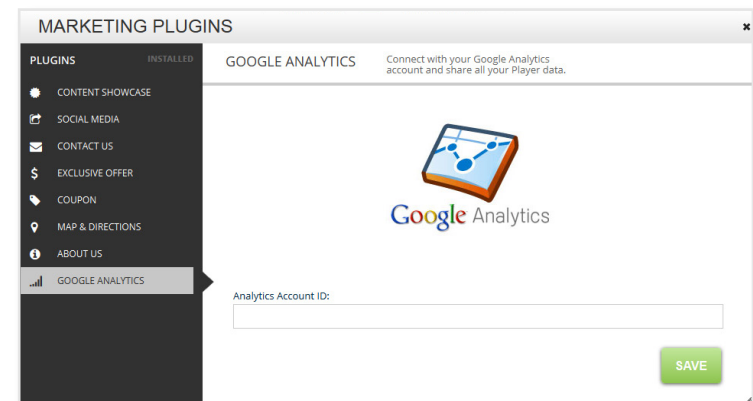 MARKETING PLUGINS
PLUGINS INSTALLED
CONTENT SHOWCASE
SOCIAL MEDIA
CONTACT US
EXCLUSIVE OFFER
COUPON
MAP & DIRECTIONS
ABOUT US
GOOGLE ANALYTICS
GOOGLE ANALYTICS
Connect with your Google Analytics
account and share all your Player data.
Google Analytics
Analytics Account ID:
SAVE